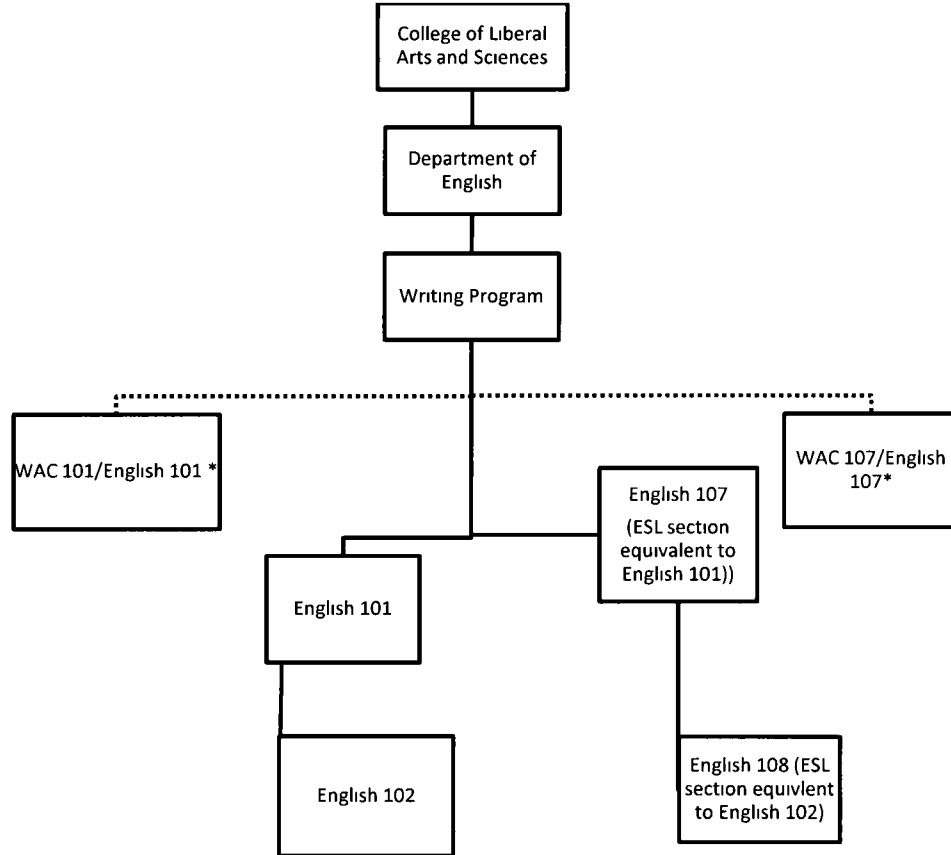 College of Liberal
Arts and Sciences
Department of
English
Writing Program
WAC 101/English 101 *
WAC 107/English
107*
English 107
(ESL section
equivalent to
English 101))
English 101
English 102
English 108 (ESL
section equivlent
to English 102)